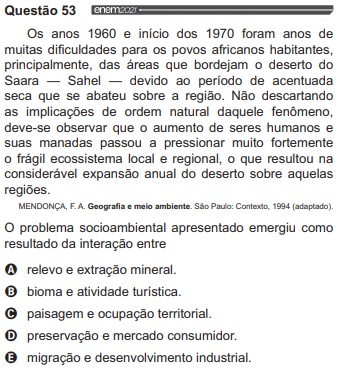 Questão 53 enem2021
Os anos 1960 e início dos 1970 foram anos de
muitas dificuldades para os povos africanos habitantes,
principalmente, das áreas que bordejam o deserto do
Saara — Sahel — devido ao período de acentuada
seca que se abateu sobre a região. Não descartando
as implicações de ordem natural daquele fenômeno,
deve-se observar que o aumento de seres humanos e
suas manadas passou a pressionar muito fortemente
o frágil ecossistema local e regional, o que resultou na
considerável expansão anual do deserto sobre aquelas
regiões.
MENDONÇA, F. A. Geografia e meio ambiente. São Paulo: Contexto, 1994 (adaptado).
O problema socioambiental apresentado emergiu como
resultado da interação entre
A relevo e extração mineral.
B bioma e atividade turística.
C paisagem e ocupação territorial.
D preservação e mercado consumidor.
E migração e desenvolvimento industrial.